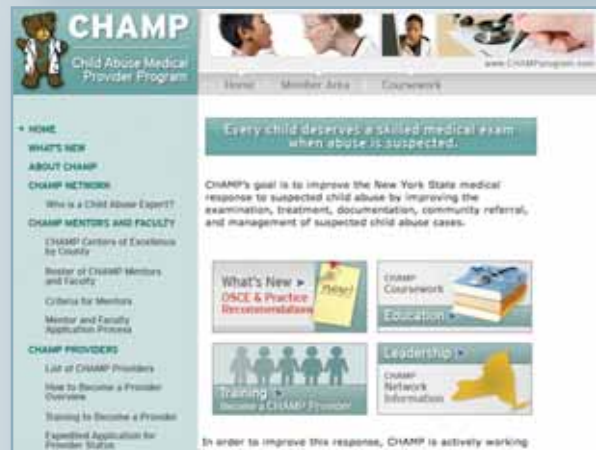 CHAMP
Child Abuse Medical
Provider Program
www.CHAMPprogram.com
Home Member Area Coursework
HOME
WHAT'S NEW
ABOUT CHAMP
CHAMP NETWORK
Who is a Child Abuse Expert?
CHAMP MENTORS AND FACULTY
CHAMP Centers of Excellence
by County
Roster of CHAMP Mentors
and Faculty
Criteria for Mentors
Mentor and Faculty
Application Process
CHAMP PROVIDERS
List of CHAMP Providers
How to Become a Provider
Overview
Training to Become a Provider
Expedited Application for
Provider Status
Every child deserves a skilled medical exam
when abuse is suspected.
CHAMP's goal is to improve the New York State medical
response to suspected child abuse by improving the
examination, treatment, documentation, community referral,
and management of suspected child abuse cases.
What's New ►
OSCE & Practice
Recommendations
CHAMP
Coursework
Education ►
Training ►
Become a CHAMP Provider
Leadership ►
CHAMP
Network
Information
In order to improve this response, CHAMP is actively working